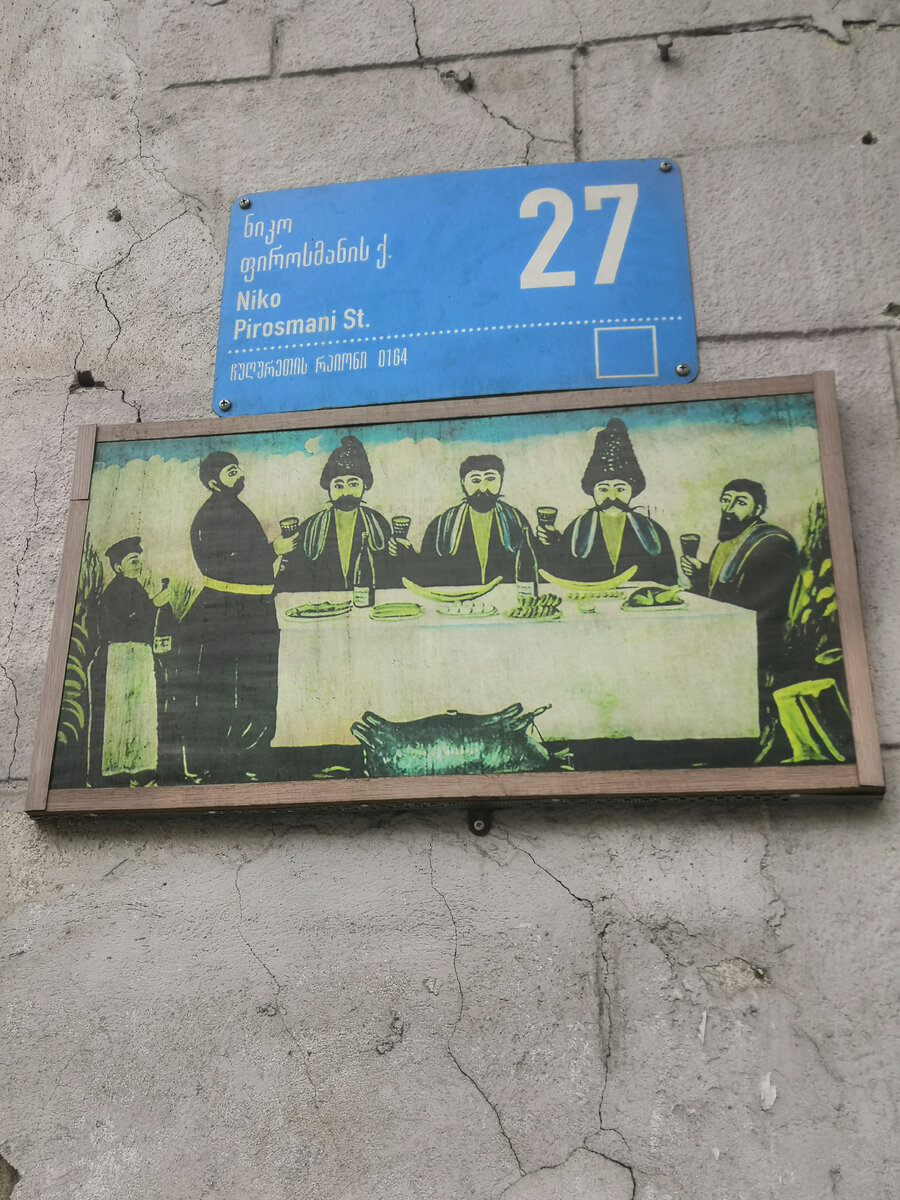 ნიკო
ფიროსმანის ქ.
Niko
Pirosmani St.
27
ჩუღურეთის რაიონი 0164